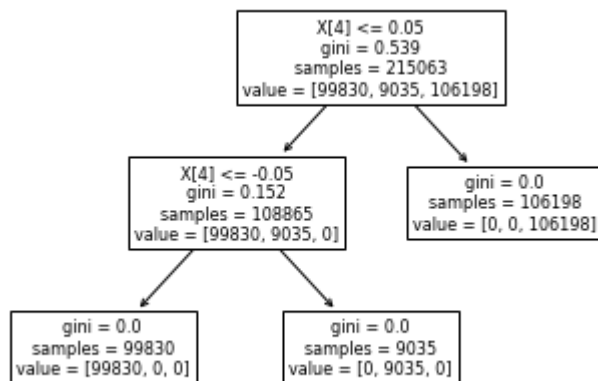 X[4] <= 0.05
gini = 0.539
samples = 215063
value = [99830, 9035, 106198]
X[4] <= -0.05
gini = 0.152
samples = 108865
value = [99830, 9035, 0]
gini = 0.0
samples = 106198
value = [0, 0, 106198]
gini = 0.0
samples = 99830
value = [99830, 0, 0]
gini = 0.0
samples = 9035
value = [0, 9035, 0]